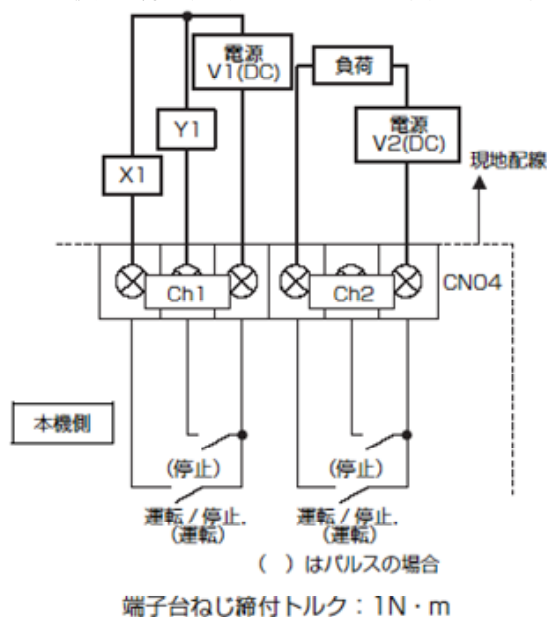 電源
V1(DC)
負荷
Y1
電源
V2(DC)
X1
現地配線
Ch1
Ch2
CN04
本機側
(停止)
(停止)
運転/停止.
(運転)
運転/停止.
(運転)
( )はパルスの場合
端子台ねじ締付トルク：1N・m